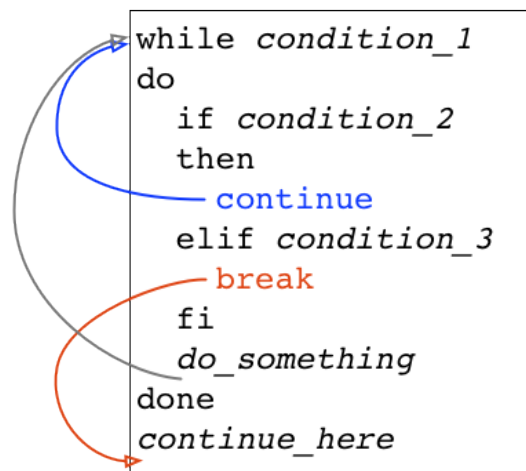 while condition_1
do
if condition_2
then
continue
elif condition_3
break
fi
do_something
done
continue_here